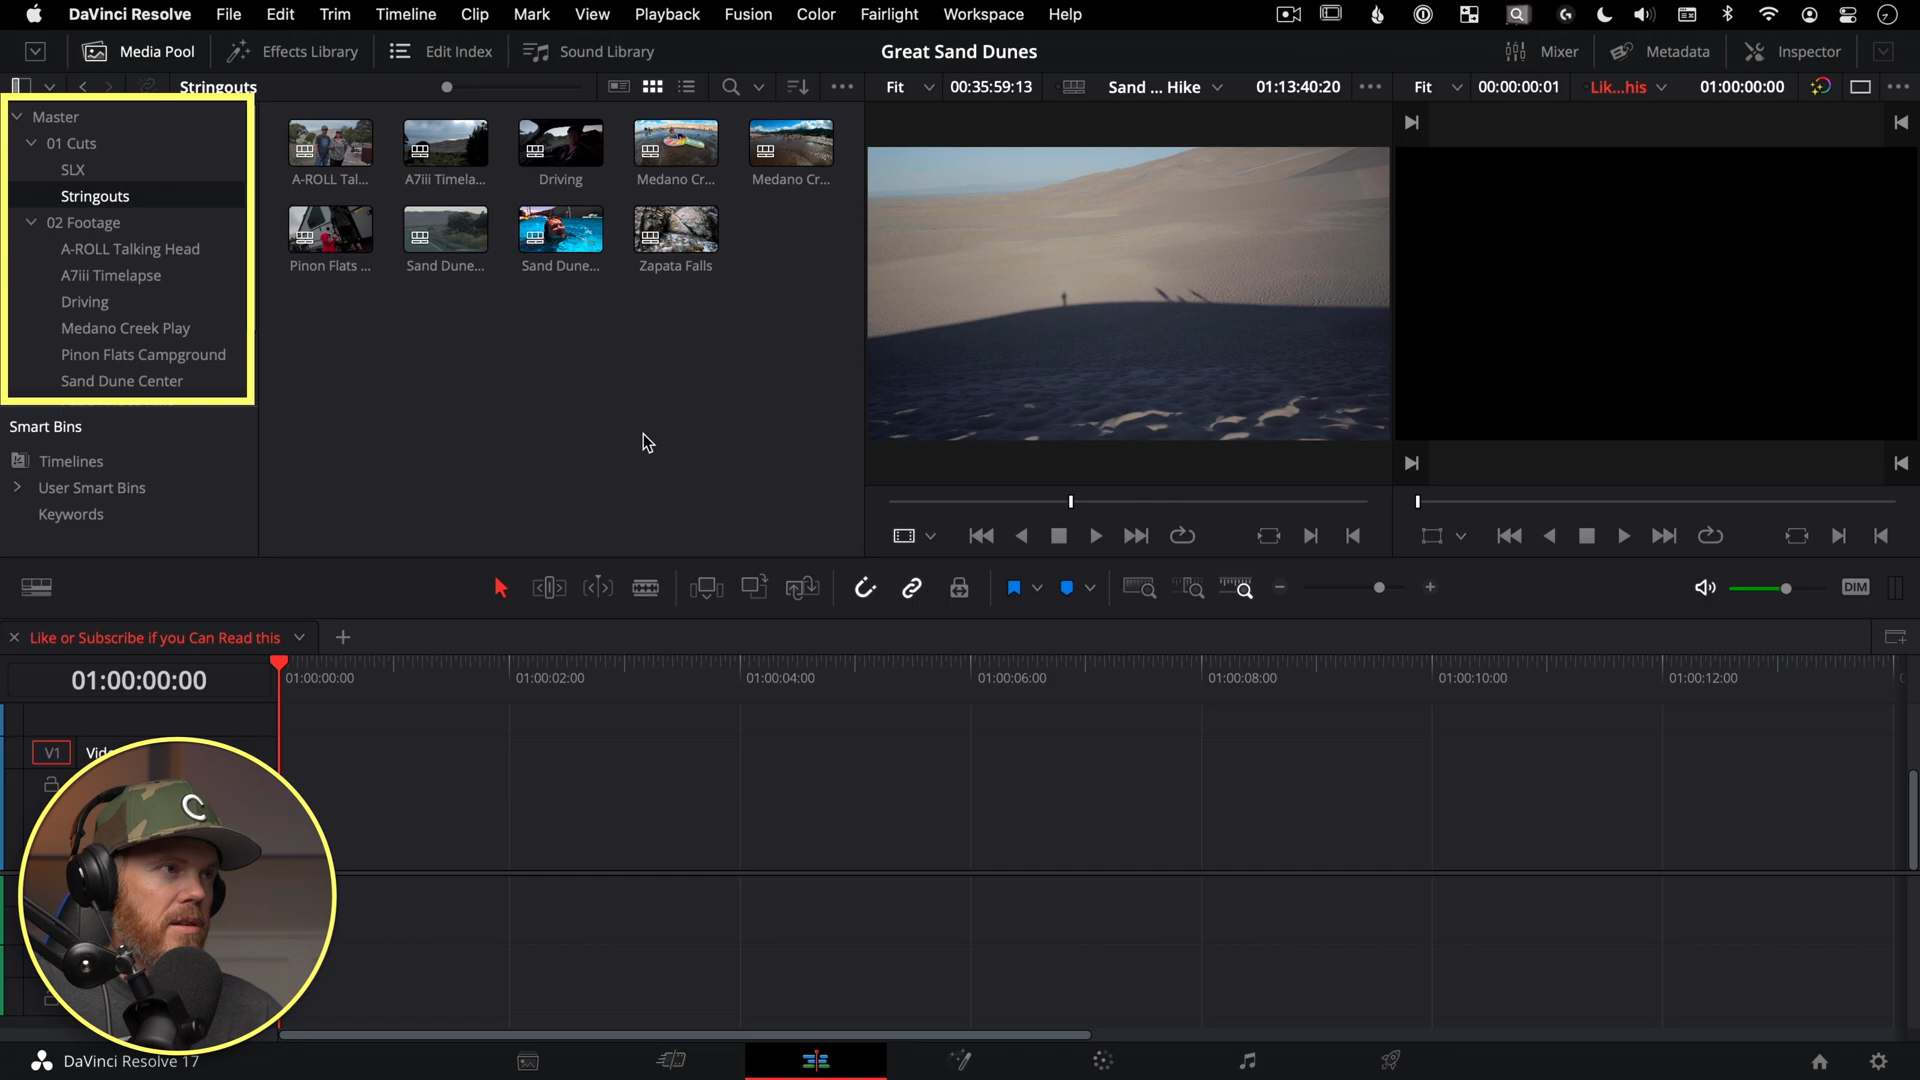 DaVinci Resolve File Edit Trim Timeline Clip Mark View Playback Fusion Color Fairlight Workspace Help
Media Pool Effects Library Edit Index Sound Library Great Sand Dunes Mixer Metadata Inspector
Stringouts Fit 00:35:59:13 Sand ... Hike 01:13:40:20 Fit 00:00:00:01 Lik...his 01:00:00:00
Master
01 Cuts
SLX
Stringouts
02 Footage
A-ROLL Talking Head
A7iii Timelapse
Driving
Medano Creek Play
Pinon Flats Campground
Sand Dune Center
Smart Bins
Timelines
User Smart Bins
Keywords
A-ROLL Tal... A7iii Timela... Driving Medano Cr... Medano Cr...
Pinon Flats ... Sand Dune... Sand Dune... Zapata Falls
DIM
Like or Subscribe if you Can Read this
01:00:00:00 01:00:00:00 01:00:02:00 01:00:04:00 01:00:06:00 01:00:08:00 01:00:10:00 01:00:12:00
V1
C
DaVinci Resolve 17